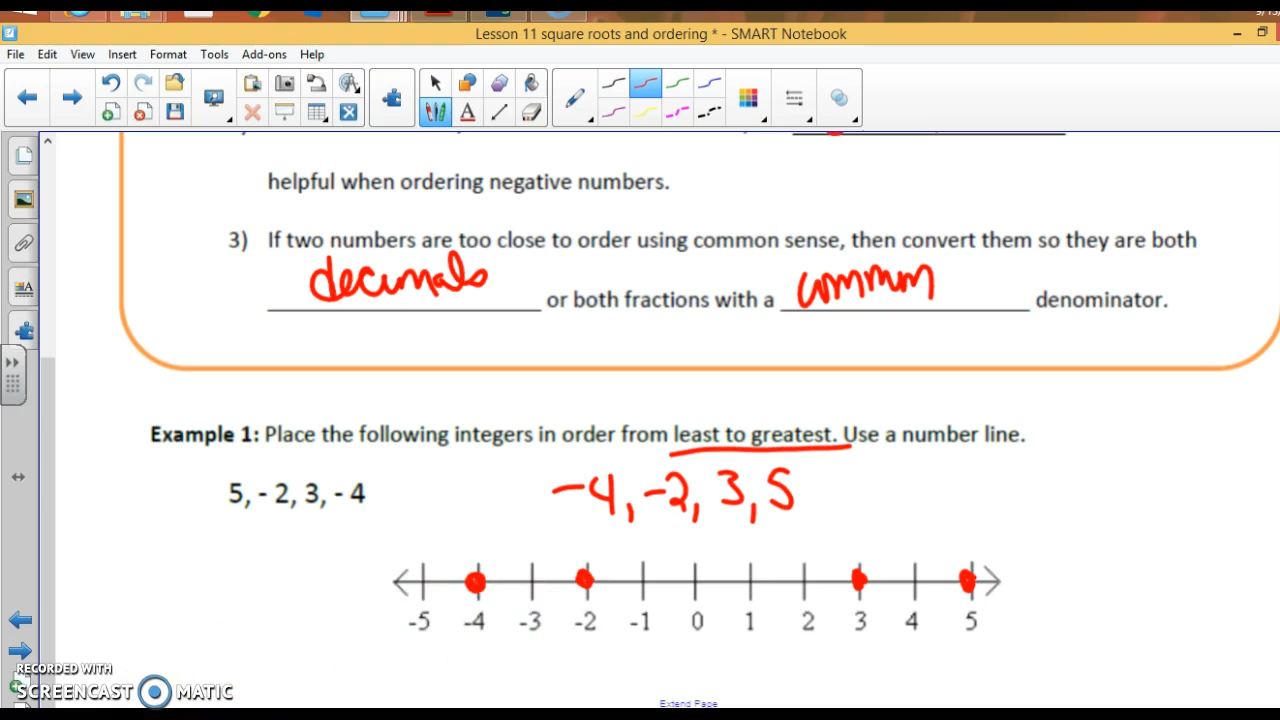 9/15
Lesson 11 square roots and ordering * - SMART Notebook
File Edit View Insert Format Tools Add-ons Help
helpful when ordering negative numbers.
3) If two numbers are too close to order using common sense, then convert them so they are both
decimals or both fractions with a common denominator.
Example 1: Place the following integers in order from least to greatest. Use a number line.
5, - 2, 3, - 4 -4, -2, 3, 5
-5 -4 -3 -2 -1 0 1 2 3 4 5
RECORDED WITH
SCREENCAST MATIC
Extend Page